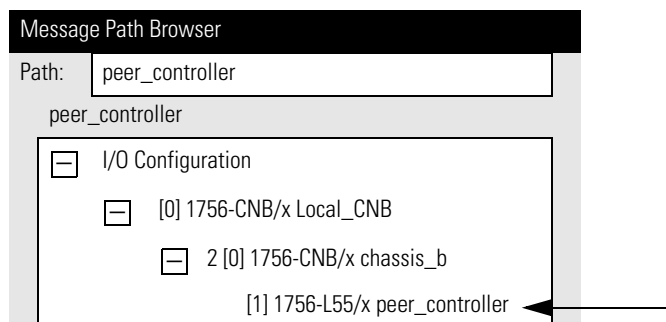 Message Path Browser
Path: peer_controller
peer_controller
I/O Configuration
[0] 1756-CNB/x Local_CNB
2 [0] 1756-CNB/x chassis_b
[1] 1756-L55/x peer_controller